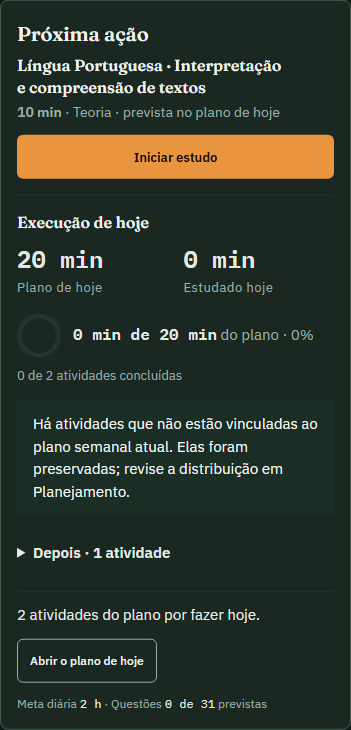 Próxima ação
Língua Portuguesa · Interpretação
e compreensão de textos
10 min · Teoria · prevista no plano de hoje
Iniciar estudo
Execução de hoje
20 min
0 min
Plano de hoje
Estudado hoje
0 min de 20 min do plano · 0%
0 de 2 atividades concluídas
Há atividades que não estão vinculadas ao
plano semanal atual. Elas foram
preservadas; revise a distribuição em
Planejamento.
Depois · 1 atividade
2 atividades do plano por fazer hoje.
Abrir o plano de hoje
Meta diária 2 h · Questões 0 de 31 previstas